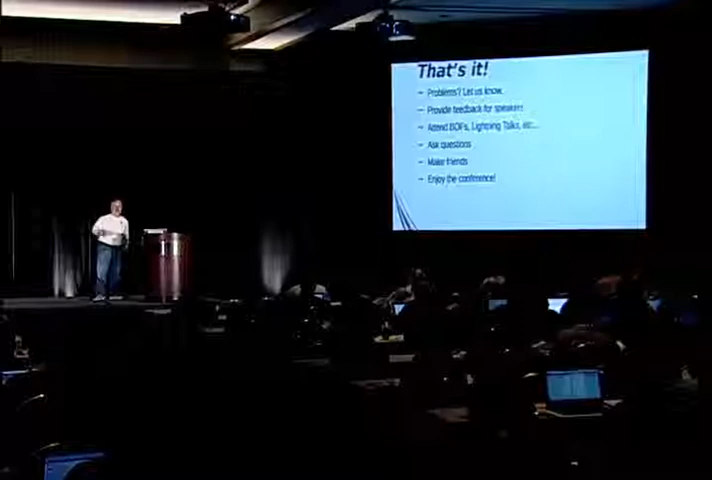 That's it!
– Problems? Let us know.
– Provide feedback for speakers
– Attend BOFs, Lightning Talks, etc...
– Ask questions
– Make friends
– Enjoy the conference!